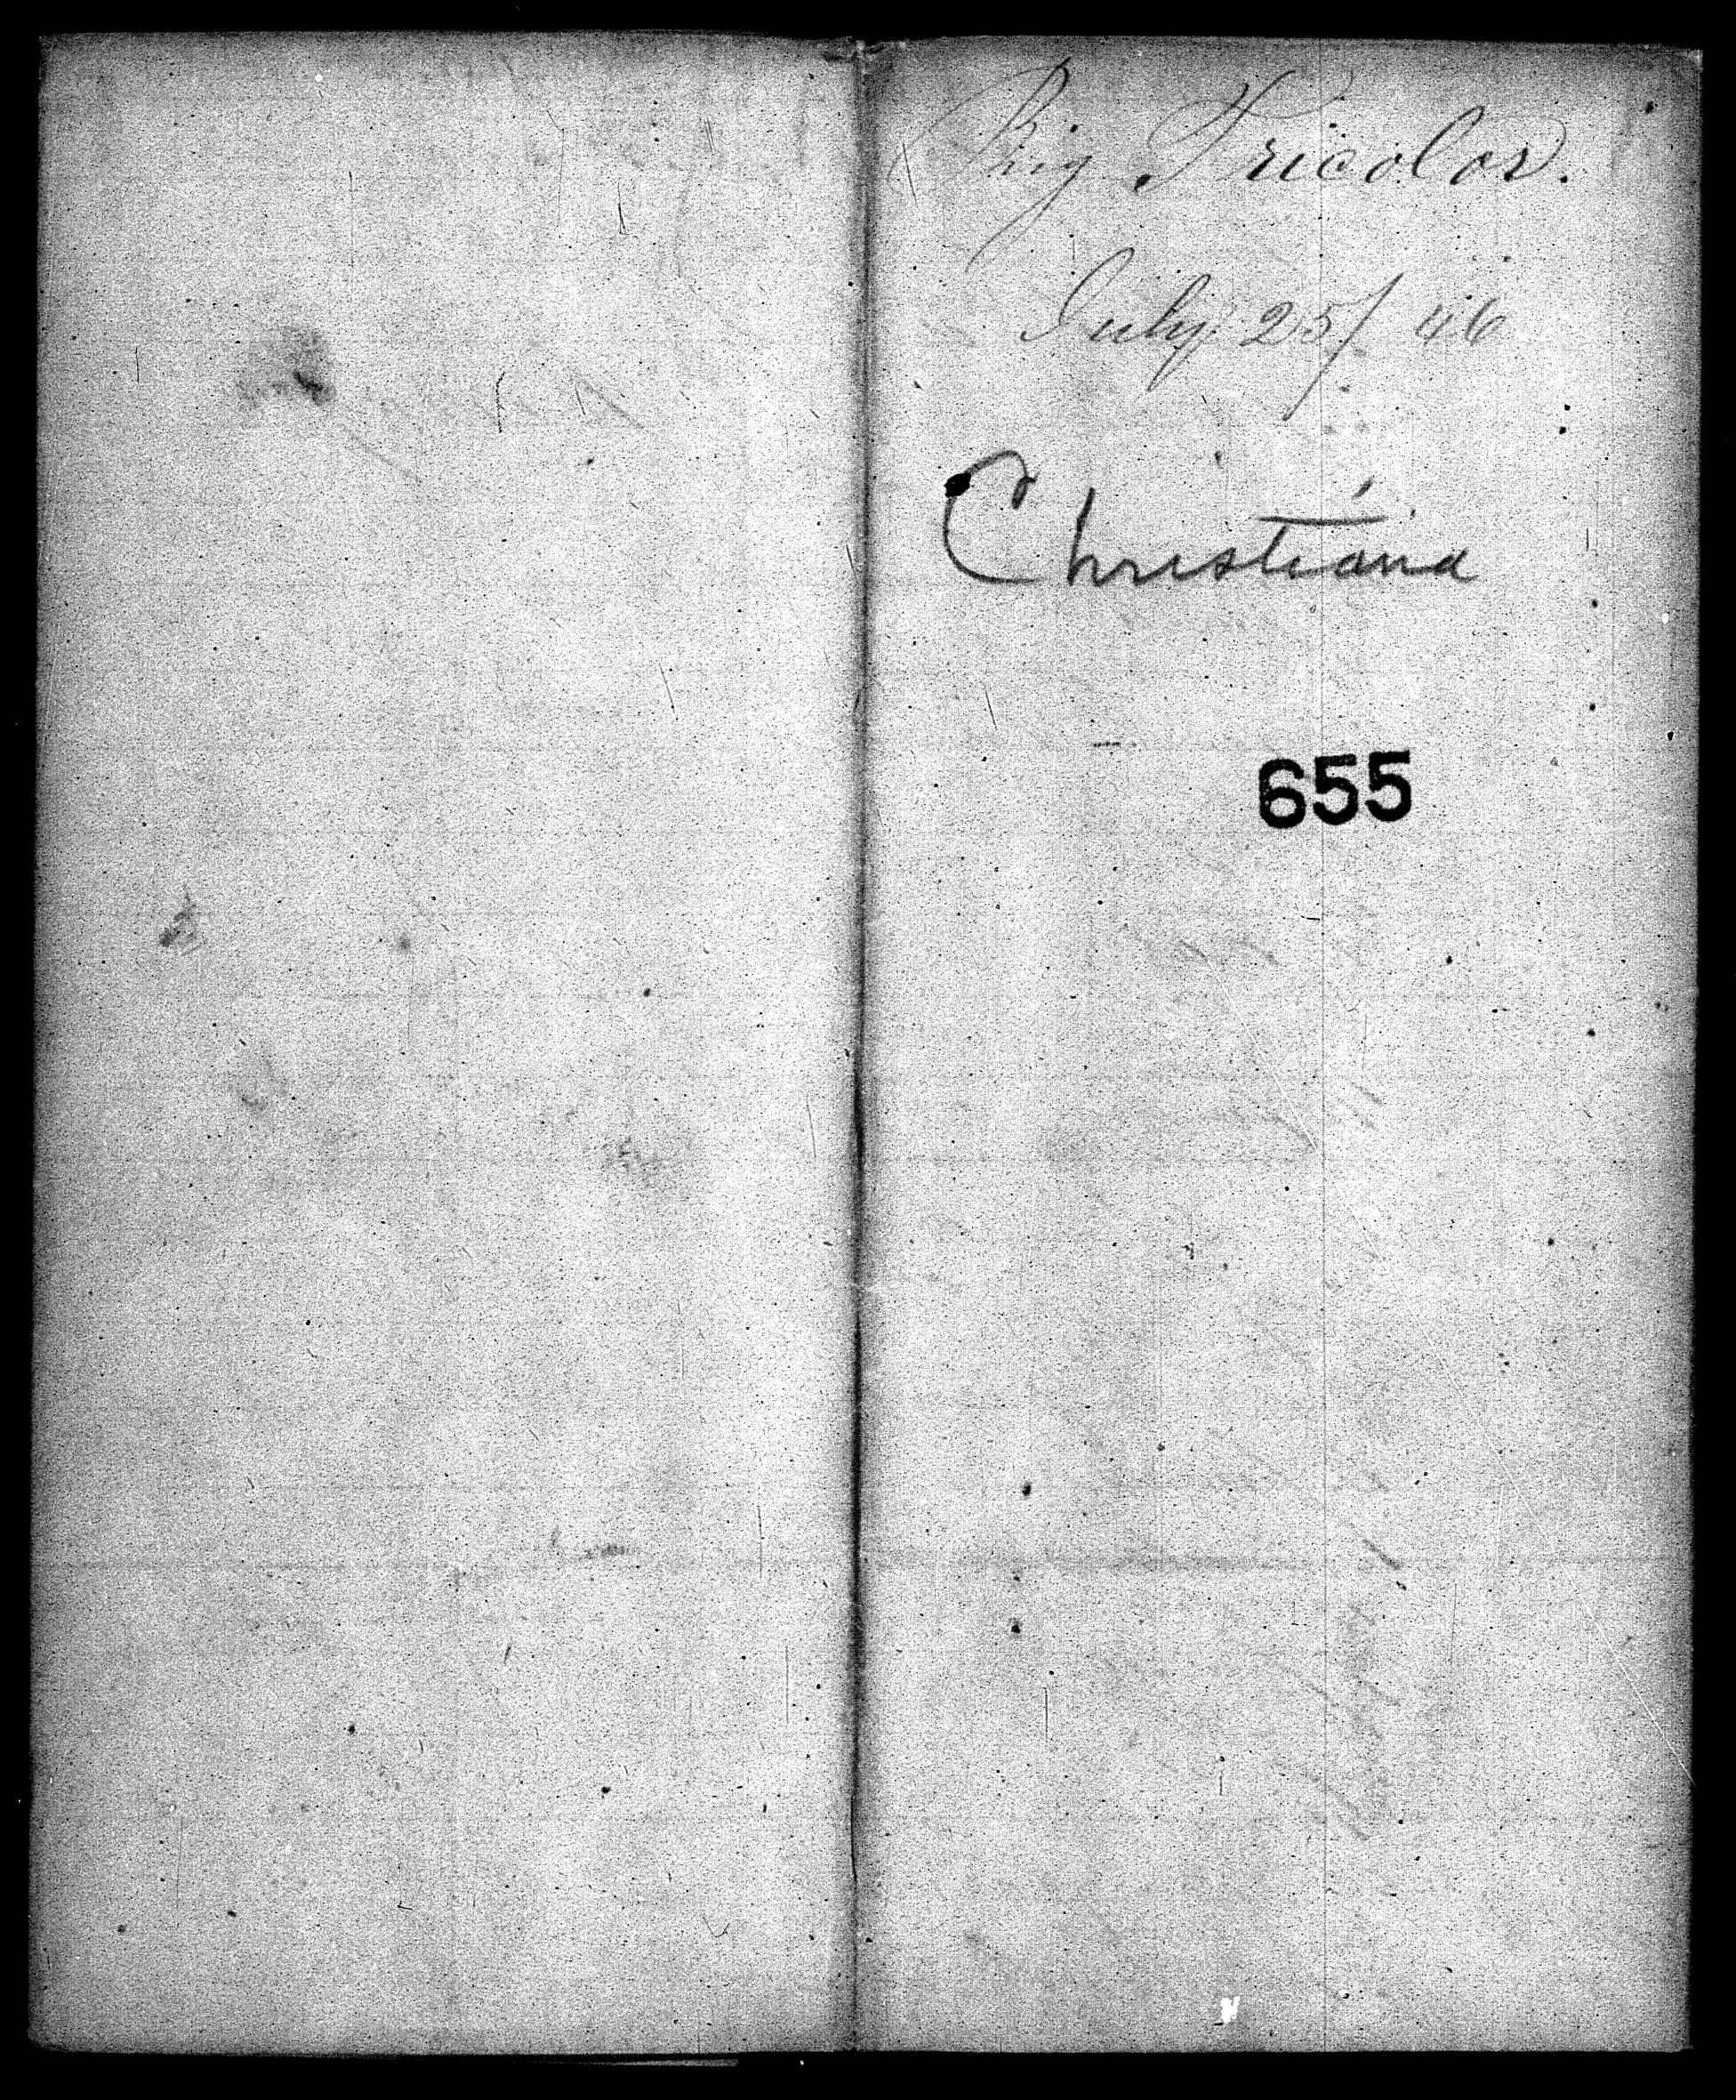 Brig Tricolor.
July 25/46
Christiana
655